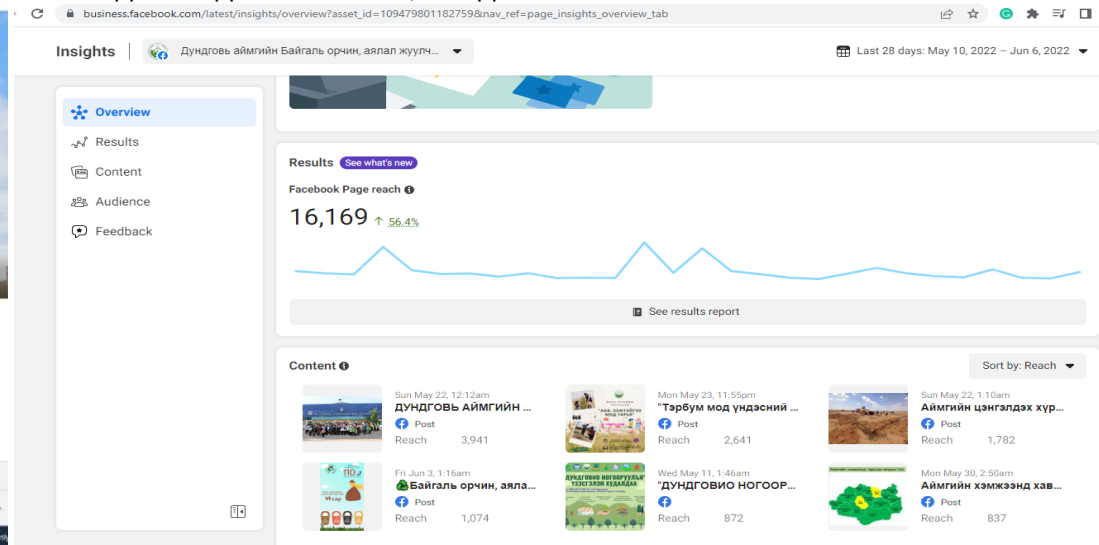 business.facebook.com/latest/insights/overview?asset_id=109479801182759&nav_ref=page_insights_overview_tab
Insights
Дундговь аймгийн Байгаль орчин, аялал жуулч...
Last 28 days: May 10, 2022 – Jun 6, 2022
Overview
Results
Content
Audience
Feedback
Results See what's new
Facebook Page reach
16,169 ↑ 56.4%
See results report
Content
Sort by: Reach
Sun May 22, 12:12am
ДУНДГОВЬ АЙМГИЙН ...
Post
Reach 3,941
Mon May 23, 11:55pm
"Тэрбум мод үндэсний ...
Post
Reach 2,641
Sun May 22, 1:10am
Аймгийн цэнгэлдэх хүр...
Post
Reach 1,782
Fri Jun 3, 1:16am
Байгаль орчин, аяла...
Post
Reach 1,074
Wed May 11, 1:46am
"ДУНДГОВИО НОГООР...
Reach 872
Mon May 30, 2:50am
Аймгийн хэмжээнд хав...
Post
Reach 837
110
ДУНДГОВИО НОГООРУУЛЪЯ"
ҮЗЭСГЭЛЭН ХУДАЛДАА